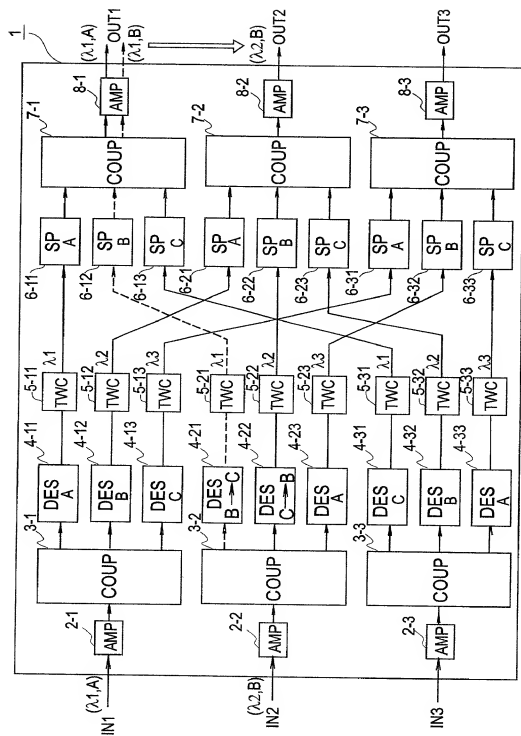 1
(λ1,A)
OUT1
(λ1,B)
(λ2,B)
OUT2
OUT3
8-1
AMP
8-2
AMP
8-3
AMP
7-1
COUP
7-2
COUP
7-3
COUP
6-11
SP A
6-12
SP B
6-13
SP C
6-21
SP A
6-22
SP B
6-23
SP C
6-31
SP A
6-32
SP B
6-33
SP C
λ1
λ2
λ3
λ1
λ2
λ3
λ1
λ2
λ3
5-11
TWC
5-12
TWC
5-13
TWC
5-21
TWC
5-22
TWC
5-23
TWC
5-31
TWC
5-32
TWC
5-33
TWC
4-11
DES A
4-12
DES B
4-13
DES C
4-21
DES B→C
4-22
DES C→B
4-23
DES A
4-31
DES C
4-32
DES B
4-33
DES A
3-1
COUP
3-2
COUP
3-3
COUP
2-1
AMP
2-2
AMP
2-3
AMP
(λ1,A)
IN1
(λ2,B)
IN2
IN3